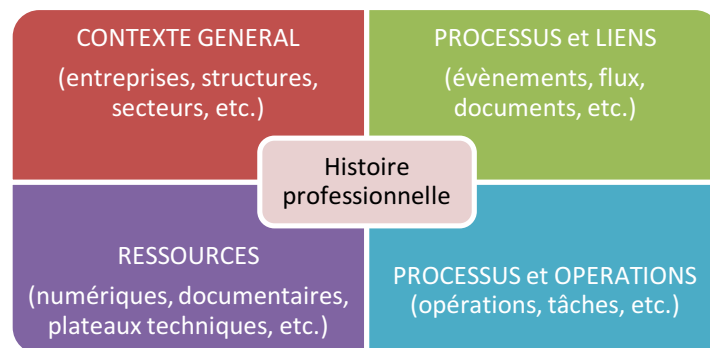 CONTEXTE GENERAL
(entreprises, structures,
secteurs, etc.)
PROCESSUS et LIENS
(évènements, flux,
documents, etc.)
Histoire
professionnelle
RESSOURCES
(numériques, documentaires,
plateaux techniques, etc.)
PROCESSUS et OPERATIONS
(opérations, tâches, etc.)